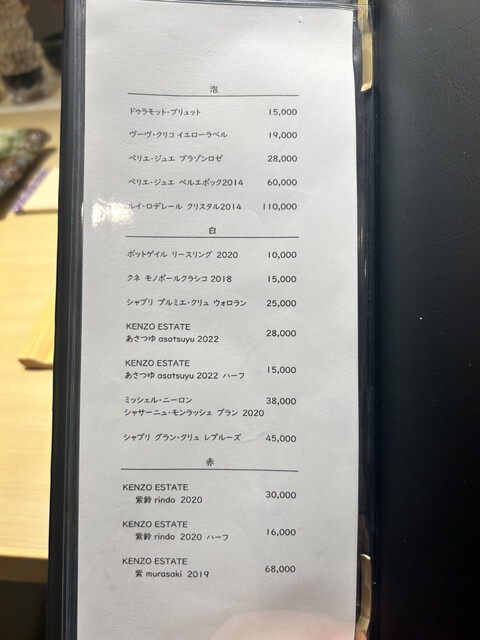 泡
ドゥラモット・ブリュット 15,000
ヴーヴ・クリコ イエローラベル 19,000
ペリエ・ジュエ ブラゾンロゼ 28,000
ペリエ・ジュエ ベルエポック2014 60,000
ルイ・ロデレール クリスタル2014 110,000
白
ポットゲイル リースリング 2020 10,000
クネ モノポールクラシコ 2018 15,000
シャブリ プルミエ・クリュ ヴォロラン 25,000
KENZO ESTATE
あさつゆ asatsuyu 2022 28,000
KENZO ESTATE
あさつゆ asatsuyu 2022 ハーフ 15,000
ミッシェル・ニーロン
シャサーニュ・モンラッシェ ブラン 2020 38,000
シャブリ グラン・クリュ レブルーズ 45,000
赤
KENZO ESTATE
紫鈴 rindo 2020 30,000
KENZO ESTATE
紫鈴 rindo 2020 ハーフ 16,000
KENZO ESTATE
紫 murasaki 2019 68,000